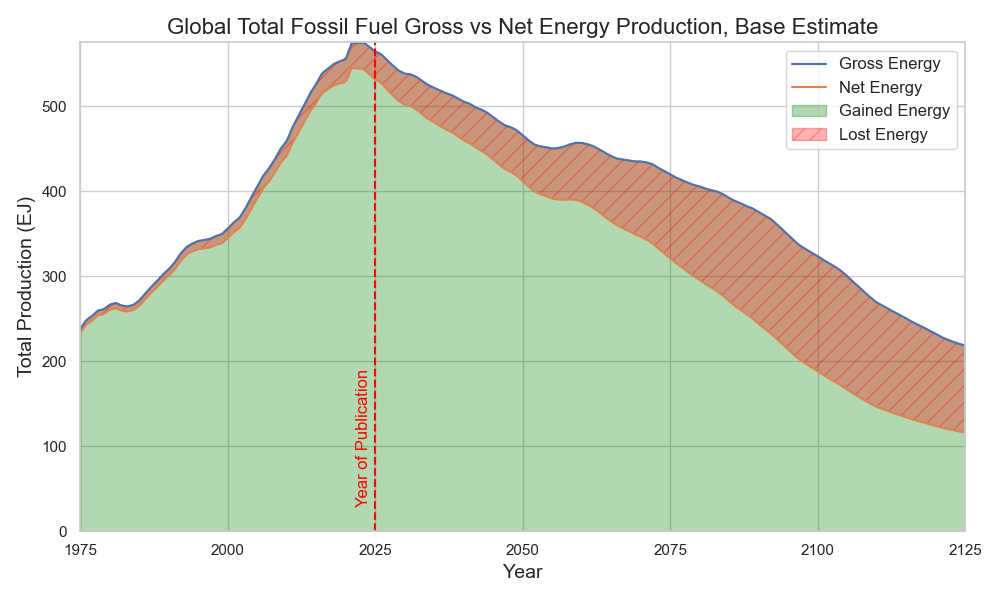 Global Total Fossil Fuel Gross vs Net Energy Production, Base Estimate
Gross Energy
Net Energy
Gained Energy
Lost Energy
Total Production (EJ)
500
400
300
200
100
0
Year of Publication
1975
2000
2025
2050
2075
2100
2125
Year